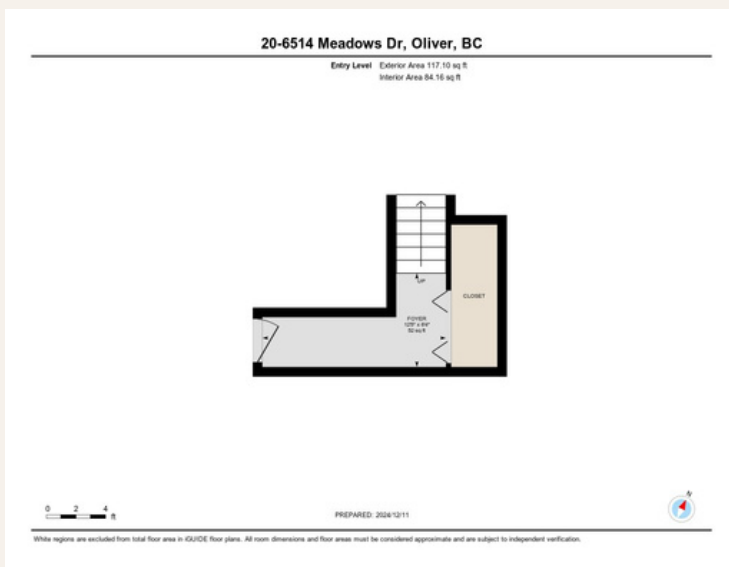 20-6514 Meadows Dr, Oliver, BC
Entry Level Exterior Area 117.10 sq ft
Interior Area 84.16 sq ft
UP
CLOSET
FOYER
52 sq ft
N
0 2 4
ft
PREPARED: 2024/12/11
White regions are excluded from total floor area in iGUIDE floor plans. All room dimensions and floor areas must be considered approximate and are subject to independent verification.